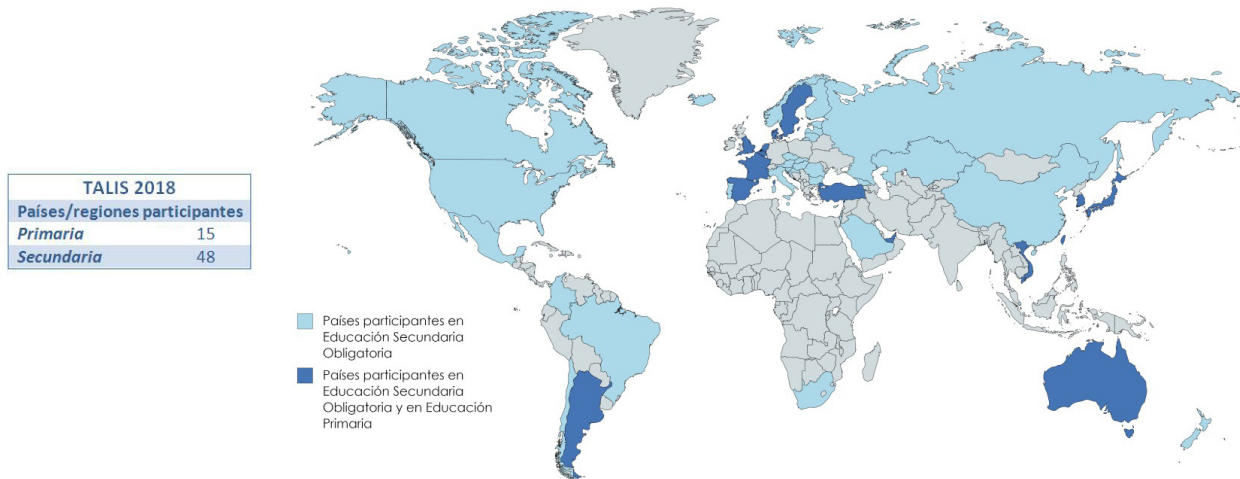 TALIS 2018
Países/regiones participantes
Primaria 15
Secundaria 48
Países participantes en
Educación Secundaria
Obligatoria
Países participantes en
Educación Secundaria
Obligatoria y en Educación
Primaria